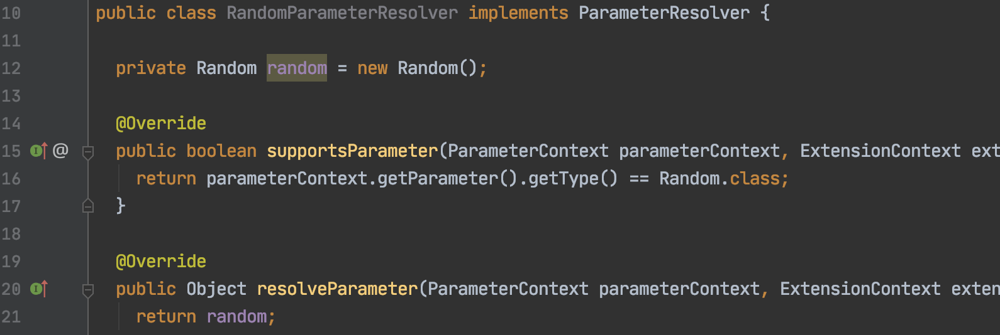 10 public class RandomParameterResolver implements ParameterResolver {
11
12 private Random random = new Random();
13
14 @Override
15 @ public boolean supportsParameter(ParameterContext parameterContext, ExtensionContext ext
16 return parameterContext.getParameter().getType() == Random.class;
17 }
18
19 @Override
20 public Object resolveParameter(ParameterContext parameterContext, ExtensionContext exten
21 return random;